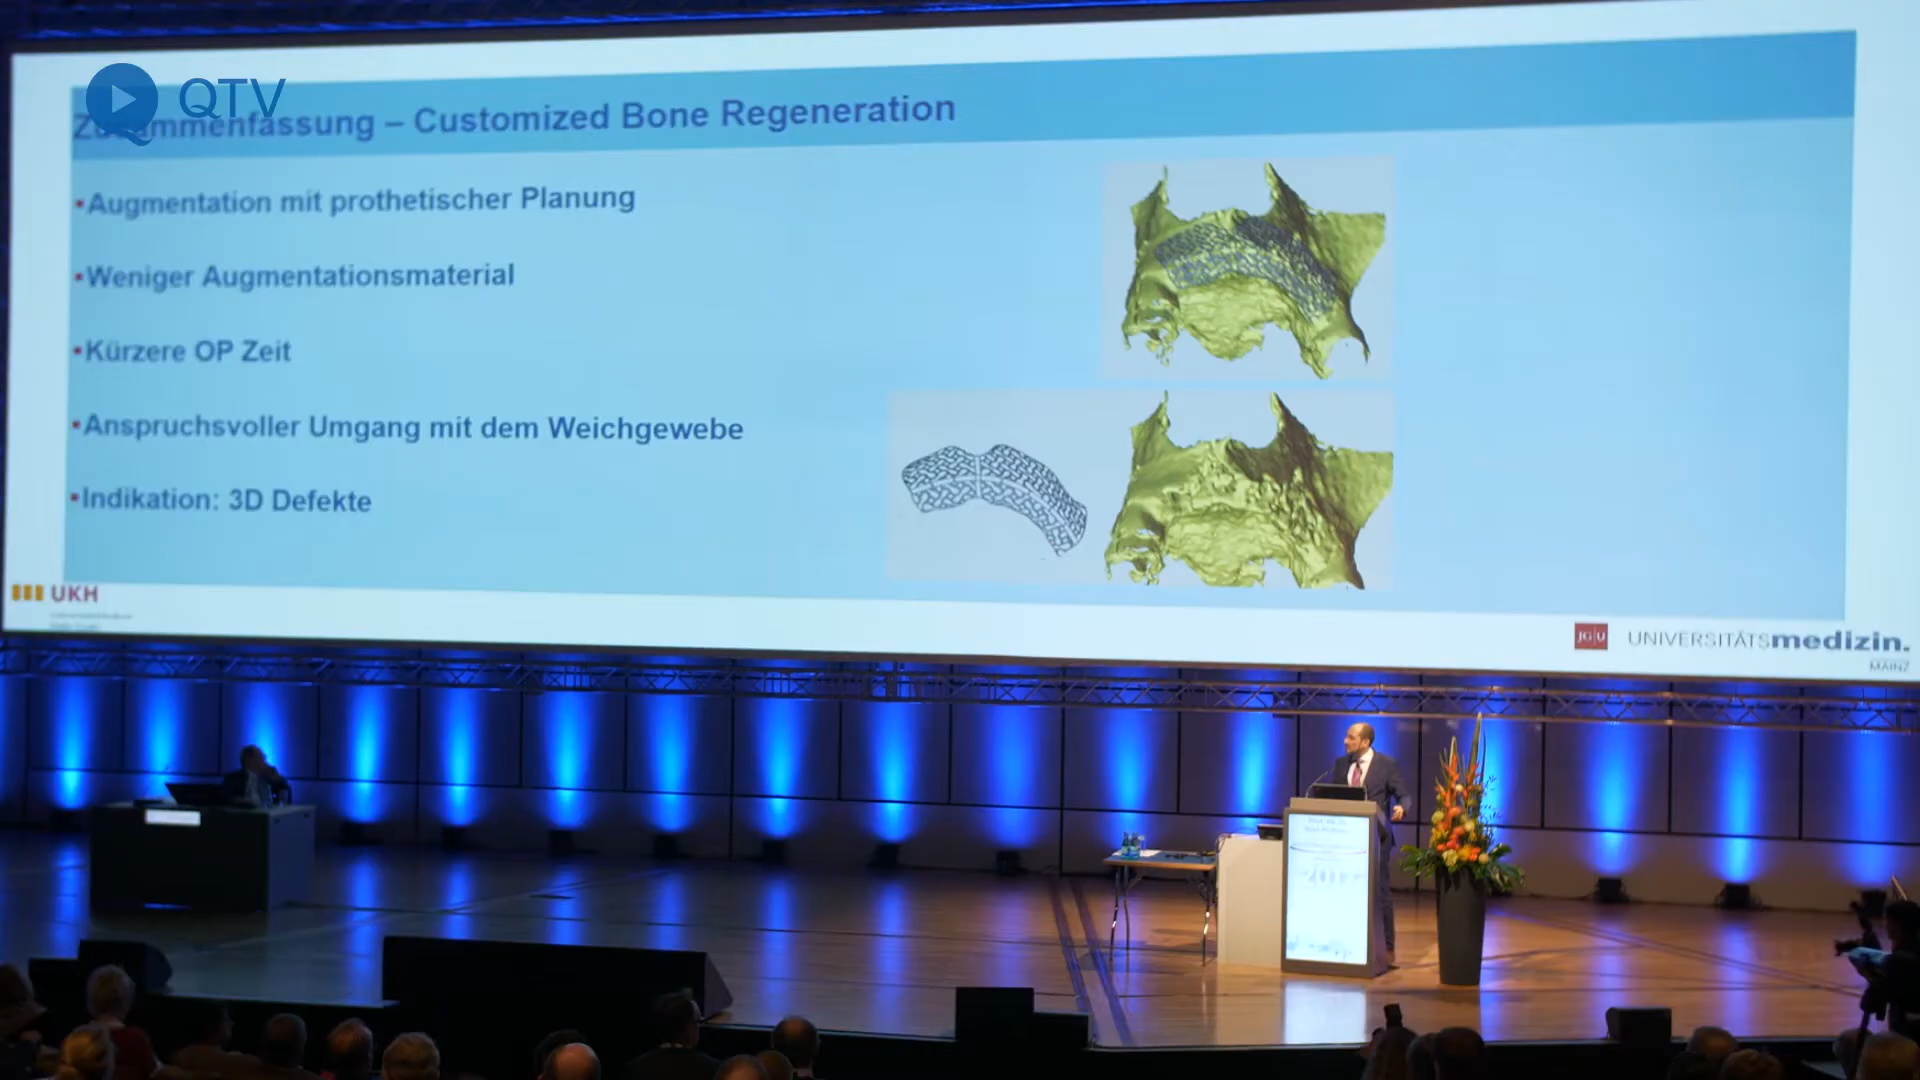 QTV
Zusammenfassung – Customized Bone Regeneration
▪Augmentation mit prothetischer Planung
▪Weniger Augmentationsmaterial
▪Kürzere OP Zeit
▪Anspruchsvoller Umgang mit dem Weichgewebe
▪Indikation: 3D Defekte
UKH
JG|U UNIVERSITÄTSmedizin.
MAINZ